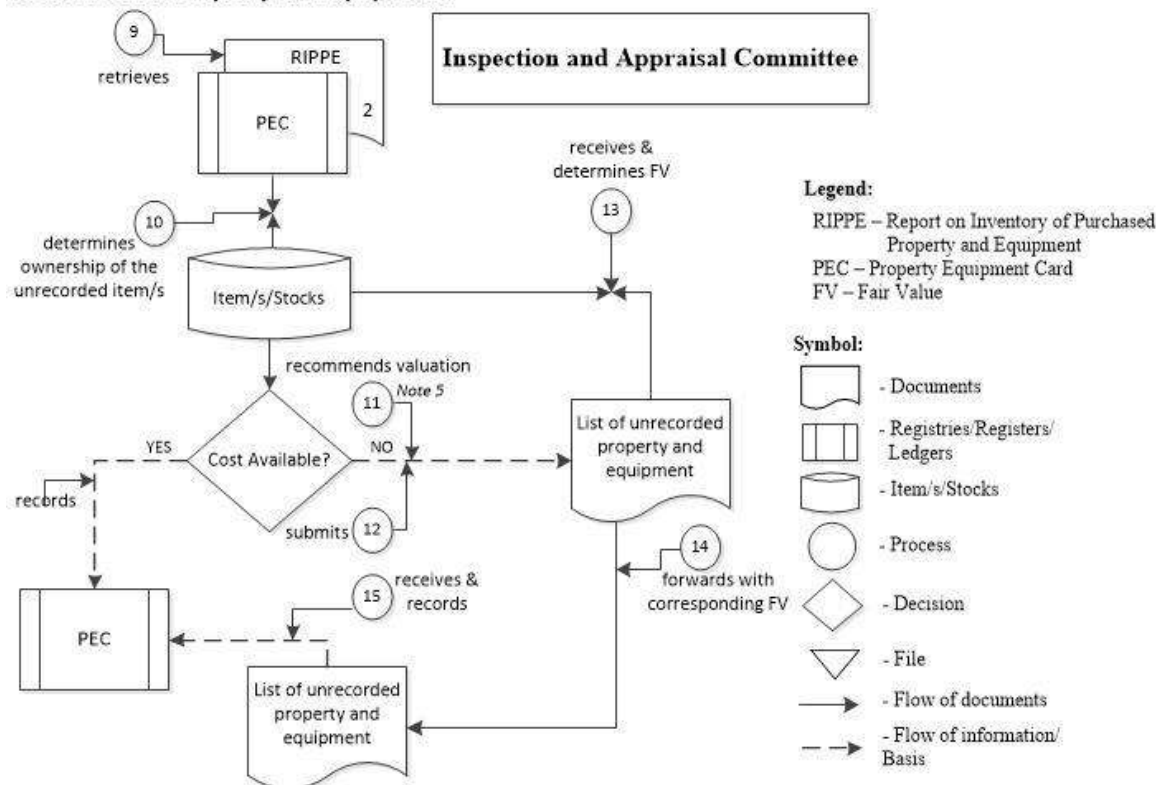 9
retrieves
RIPPE
2
PEC
Inspection and Appraisal Committee
10
determines
ownership of the
unrecorded item/s
Item/s/Stocks
receives &
determines FV
13
Legend:
RIPPE – Report on Inventory of Purchased
Property and Equipment
PEC – Property Equipment Card
FV – Fair Value
recommends valuation
11
Note 5
YES
Cost Available?
NO
List of unrecorded
property and
equipment
records
submits
12
14
forwards with
corresponding FV
15
receives &
records
PEC
List of unrecorded
property and
equipment
Symbol:
- Documents
- Registries/Registers/
Ledgers
- Item/s/Stocks
- Process
- Decision
- File
- Flow of documents
- Flow of information/
Basis